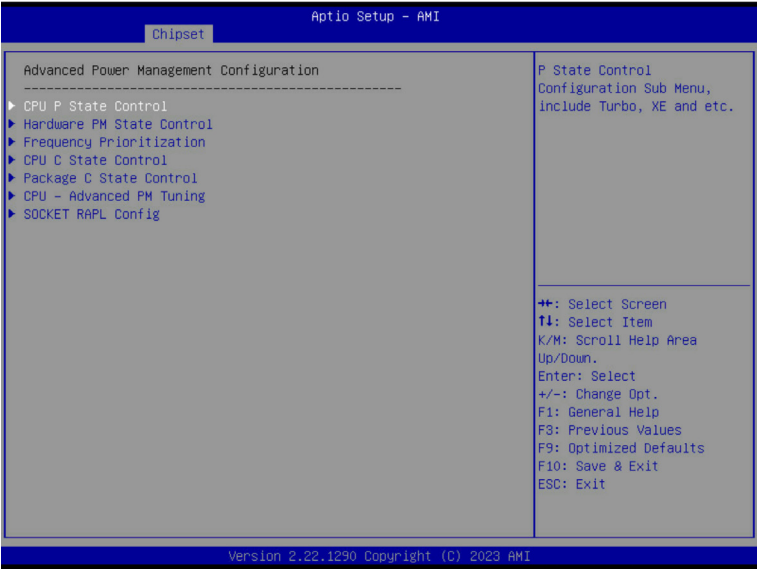 Aptio Setup – AMI
Chipset
Advanced Power Management Configuration
------------------------------------------------
CPU P State Control
Hardware PM State Control
Frequency Prioritization
CPU C State Control
Package C State Control
CPU – Advanced PM Tuning
SOCKET RAPL Config
P State Control
Configuration Sub Menu,
include Turbo, XE and etc.
→←: Select Screen
↑↓: Select Item
K/M: Scroll Help Area
Up/Down.
Enter: Select
+/-: Change Opt.
F1: General Help
F3: Previous Values
F9: Optimized Defaults
F10: Save & Exit
ESC: Exit
Version 2.22.1290 Copyright (C) 2023 AMI